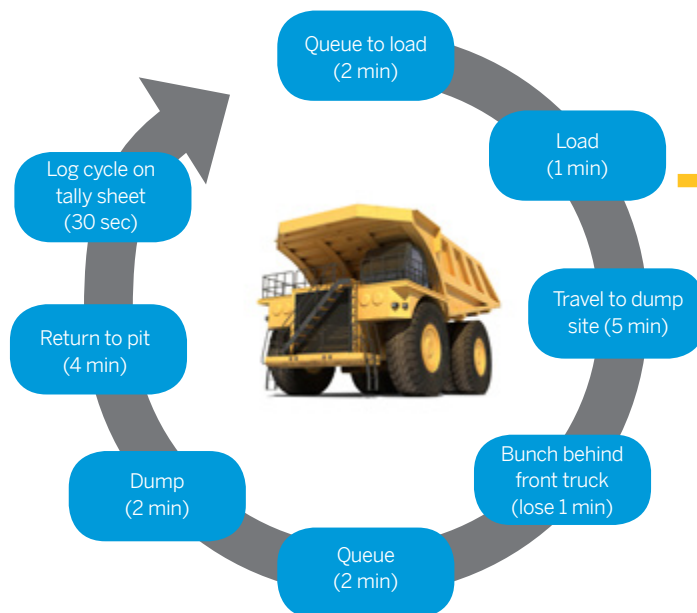 Queue to load
(2 min)
Load
(1 min)
Travel to dump
site (5 min)
Bunch behind
front truck
(lose 1 min)
Queue
(2 min)
Dump
(2 min)
Return to pit
(4 min)
Log cycle on
tally sheet
(30 sec)